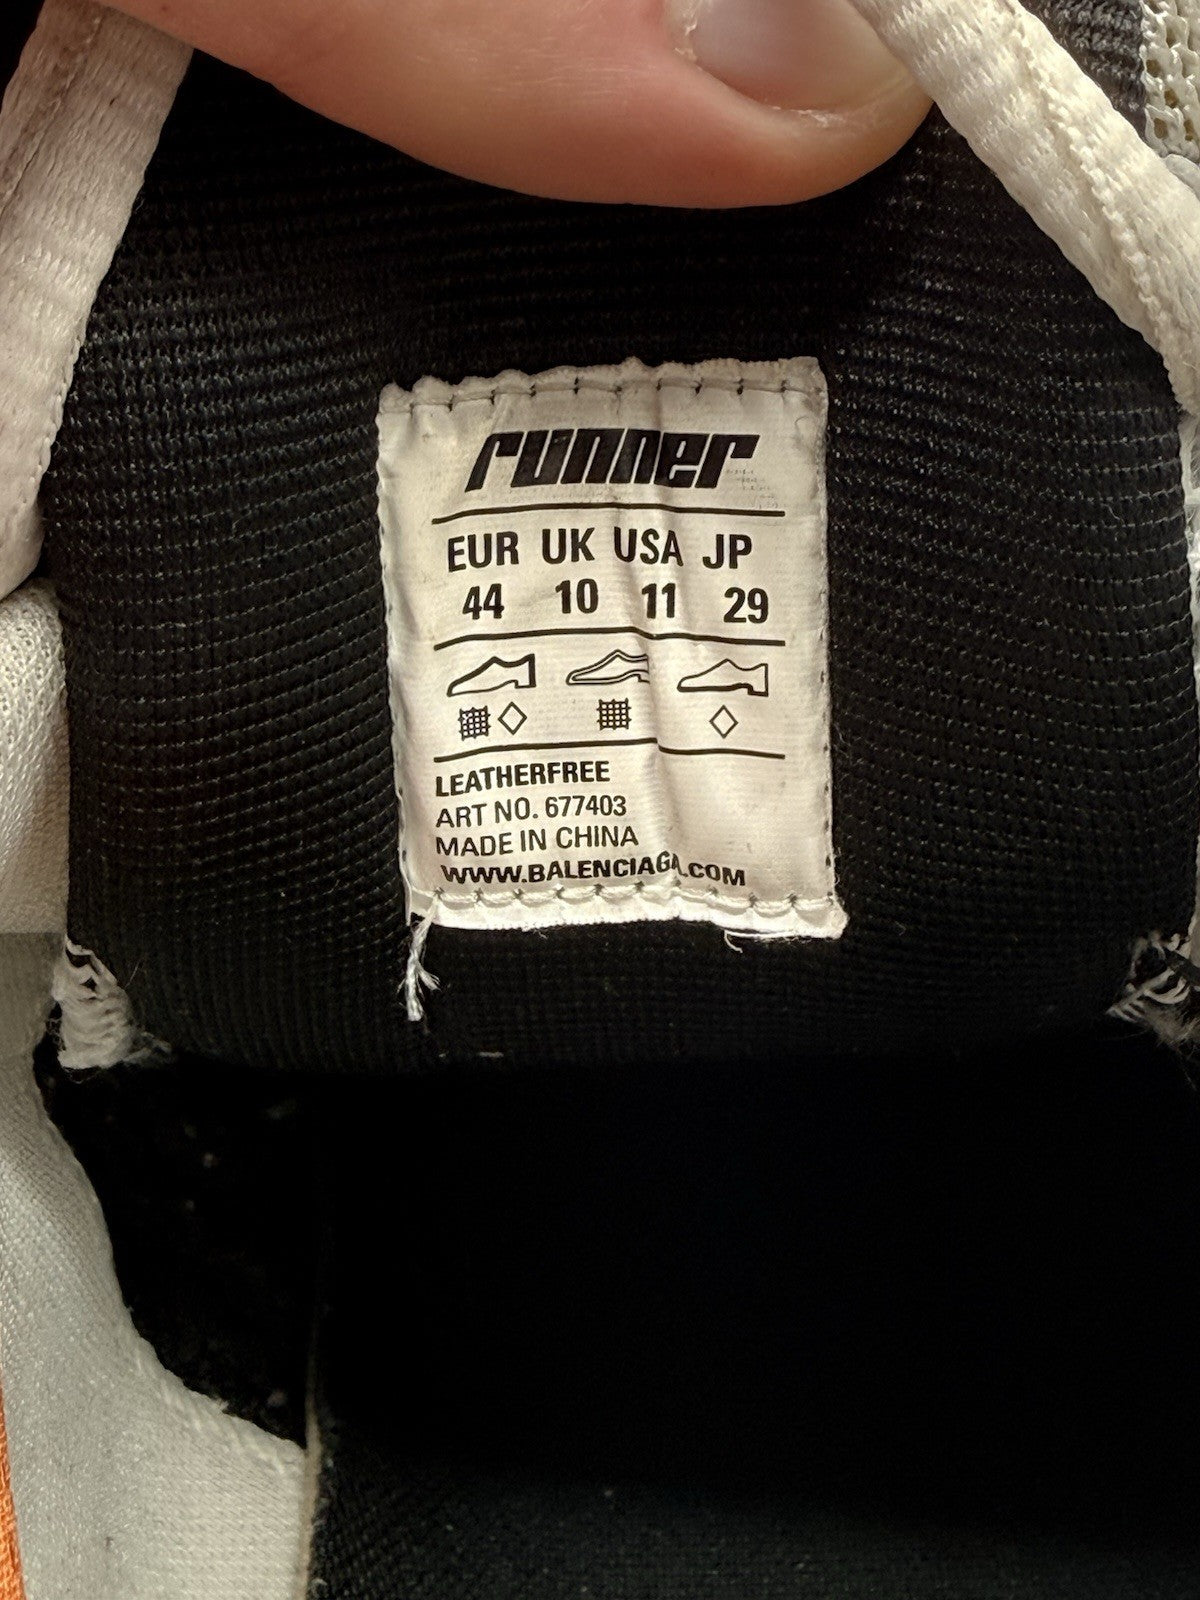 runner
EUR UK USA JP
44 10 11 29
LEATHERFREE
ART NO. 677403
MADE IN CHINA
WWW.BALENCIAGA.COM